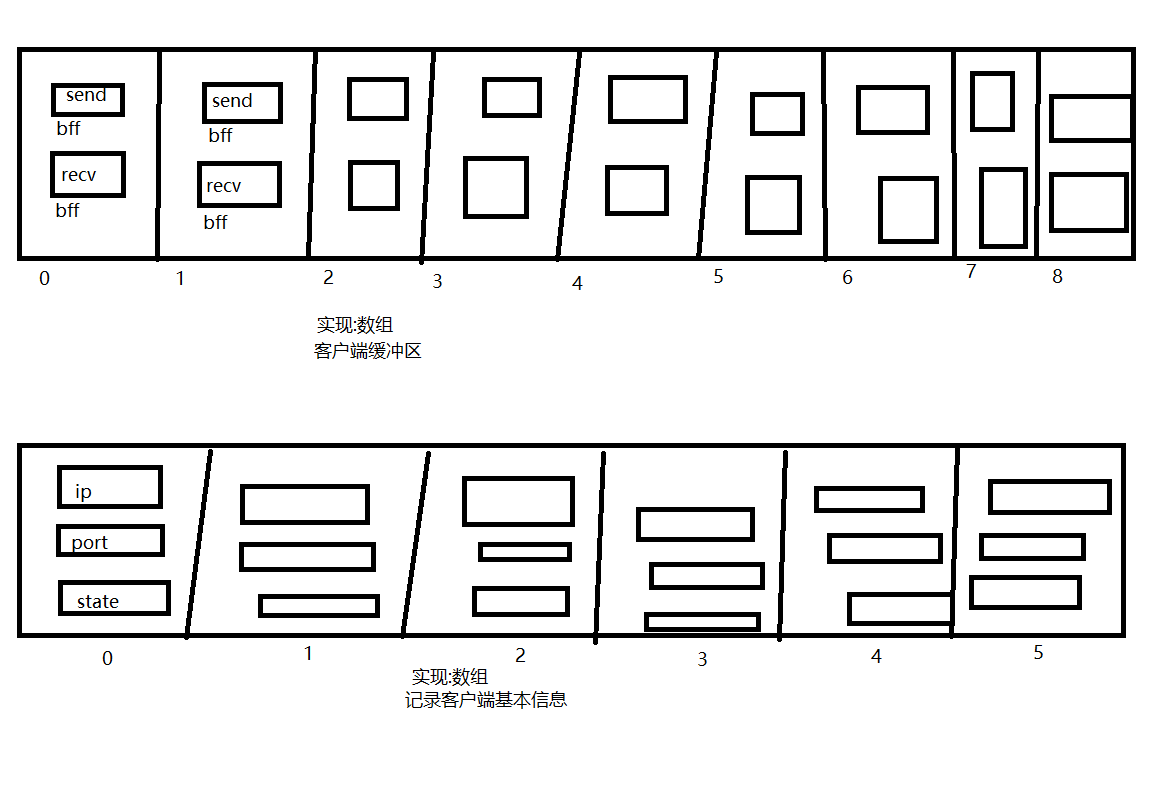 send
bff
recv
bff
send
bff
recv
bff
0
1
2
3
4
5
6
7
8
实现:数组
客户端缓冲区
ip
port
state
0
1
2
3
4
5
实现:数组
记录客户端基本信息